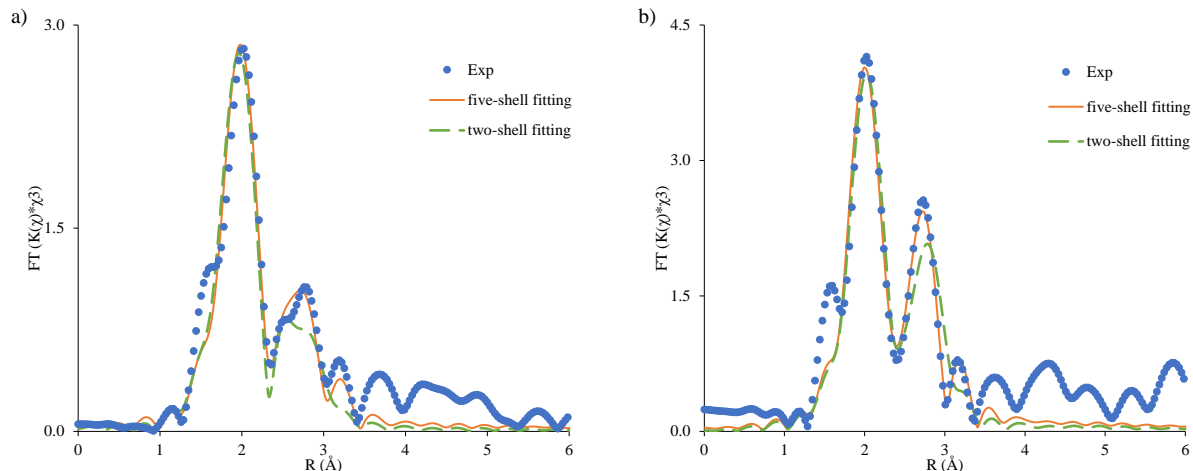 a)
3.0
1.5
0.0
FT (K(χ)*χ3)
Exp
five-shell fitting
two-shell fitting
0 1 2 3 4 5 6
R (Å)
b)
4.5
3.0
1.5
0.0
FT (K(χ)*χ3)
Exp
five-shell fitting
two-shell fitting
0 1 2 3 4 5 6
R (Å)